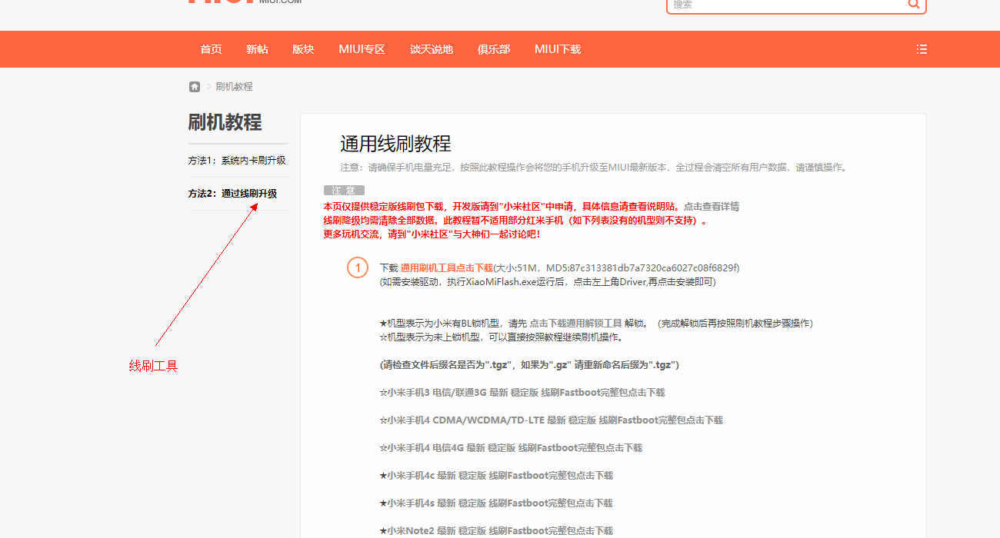 MIUI.COM
搜索
首页 新帖 版块 MIUI专区 谈天说地 俱乐部 MIUI下载
刷机教程
刷机教程
方法1：系统内卡刷升级
方法2：通过线刷升级
线刷工具
通用线刷教程
注意：请确保手机电量充足，按照此教程操作会将您的手机升级至MIUI最新版本，全过程会清空所有用户数据，请谨慎操作。
注 意
本页仅提供稳定版线刷包下载，开发版请到"小米社区"中申请，具体信息请查看说明贴。点击查看详情
线刷降级均需清除全部数据。此教程暂不适用部分红米手机（如下列表没有的机型则不支持）。
更多玩机交流，请到"小米社区"与大神们一起讨论吧！
1
下载 通用刷机工具点击下载(大小:51M，MD5:87c313381db7a7320ca6027c08f6829f)
(如需安装驱动，执行XiaoMiFlash.exe运行后，点击左上角Driver,再点击安装即可)
★机型表示为小米有BL锁机型，请先 点击下载通用解锁工具 解锁。（完成解锁后再按照刷机教程步骤操作）
☆机型表示为未上锁机型，可以直接按照教程继续刷机操作。
(请检查文件后缀名是否为".tgz"，如果为".gz" 请重新命名后缀为".tgz")
☆小米手机3 电信/联通3G 最新 稳定版 线刷Fastboot完整包点击下载
☆小米手机4 CDMA/WCDMA/TD-LTE 最新 稳定版 线刷Fastboot完整包点击下载
☆小米手机4 电信4G 最新 稳定版 线刷Fastboot完整包点击下载
★小米手机4c 最新 稳定版 线刷Fastboot完整包点击下载
★小米手机4s 最新 稳定版 线刷Fastboot完整包点击下载
★小米Note2 最新 稳定版 线刷Fastboot完整包点击下载